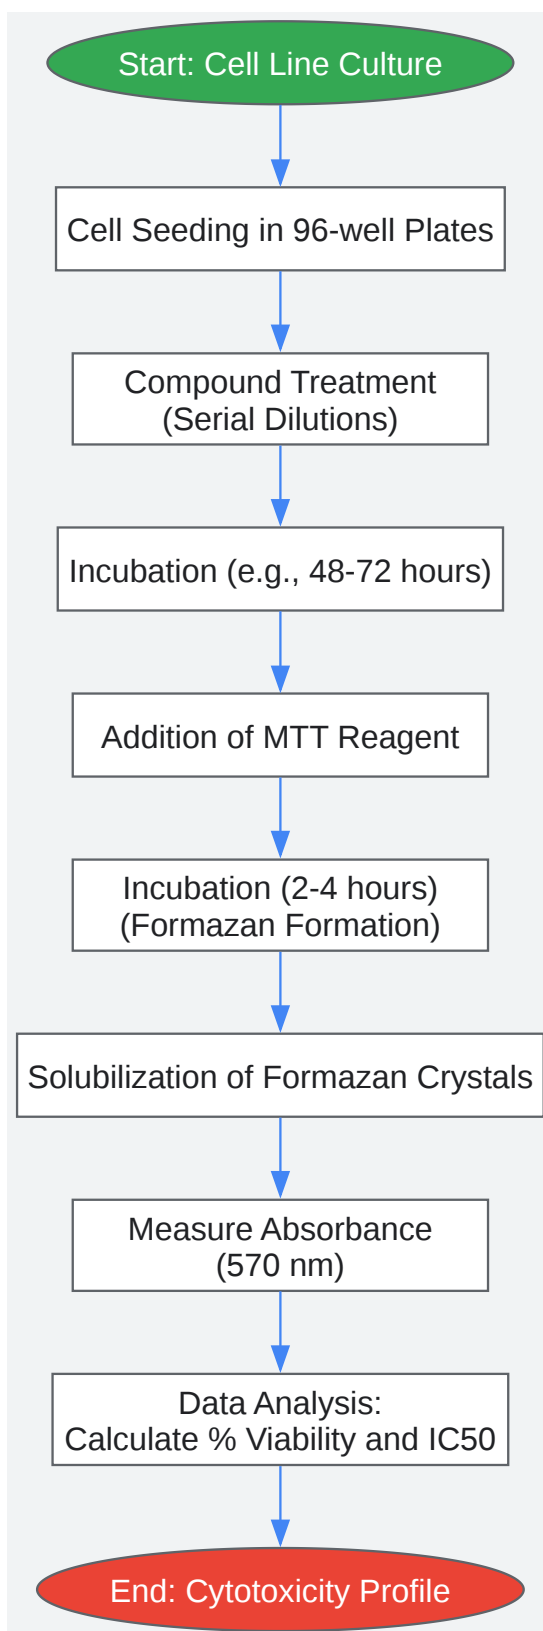 Start: Cell Line Culture
Cell Seeding in 96-well Plates
Compound Treatment
(Serial Dilutions)
Incubation (e.g., 48-72 hours)
Addition of MTT Reagent
Incubation (2-4 hours)
(Formazan Formation)
Solubilization of Formazan Crystals
Measure Absorbance
(570 nm)
Data Analysis:
Calculate % Viability and IC50
End: Cytotoxicity Profile